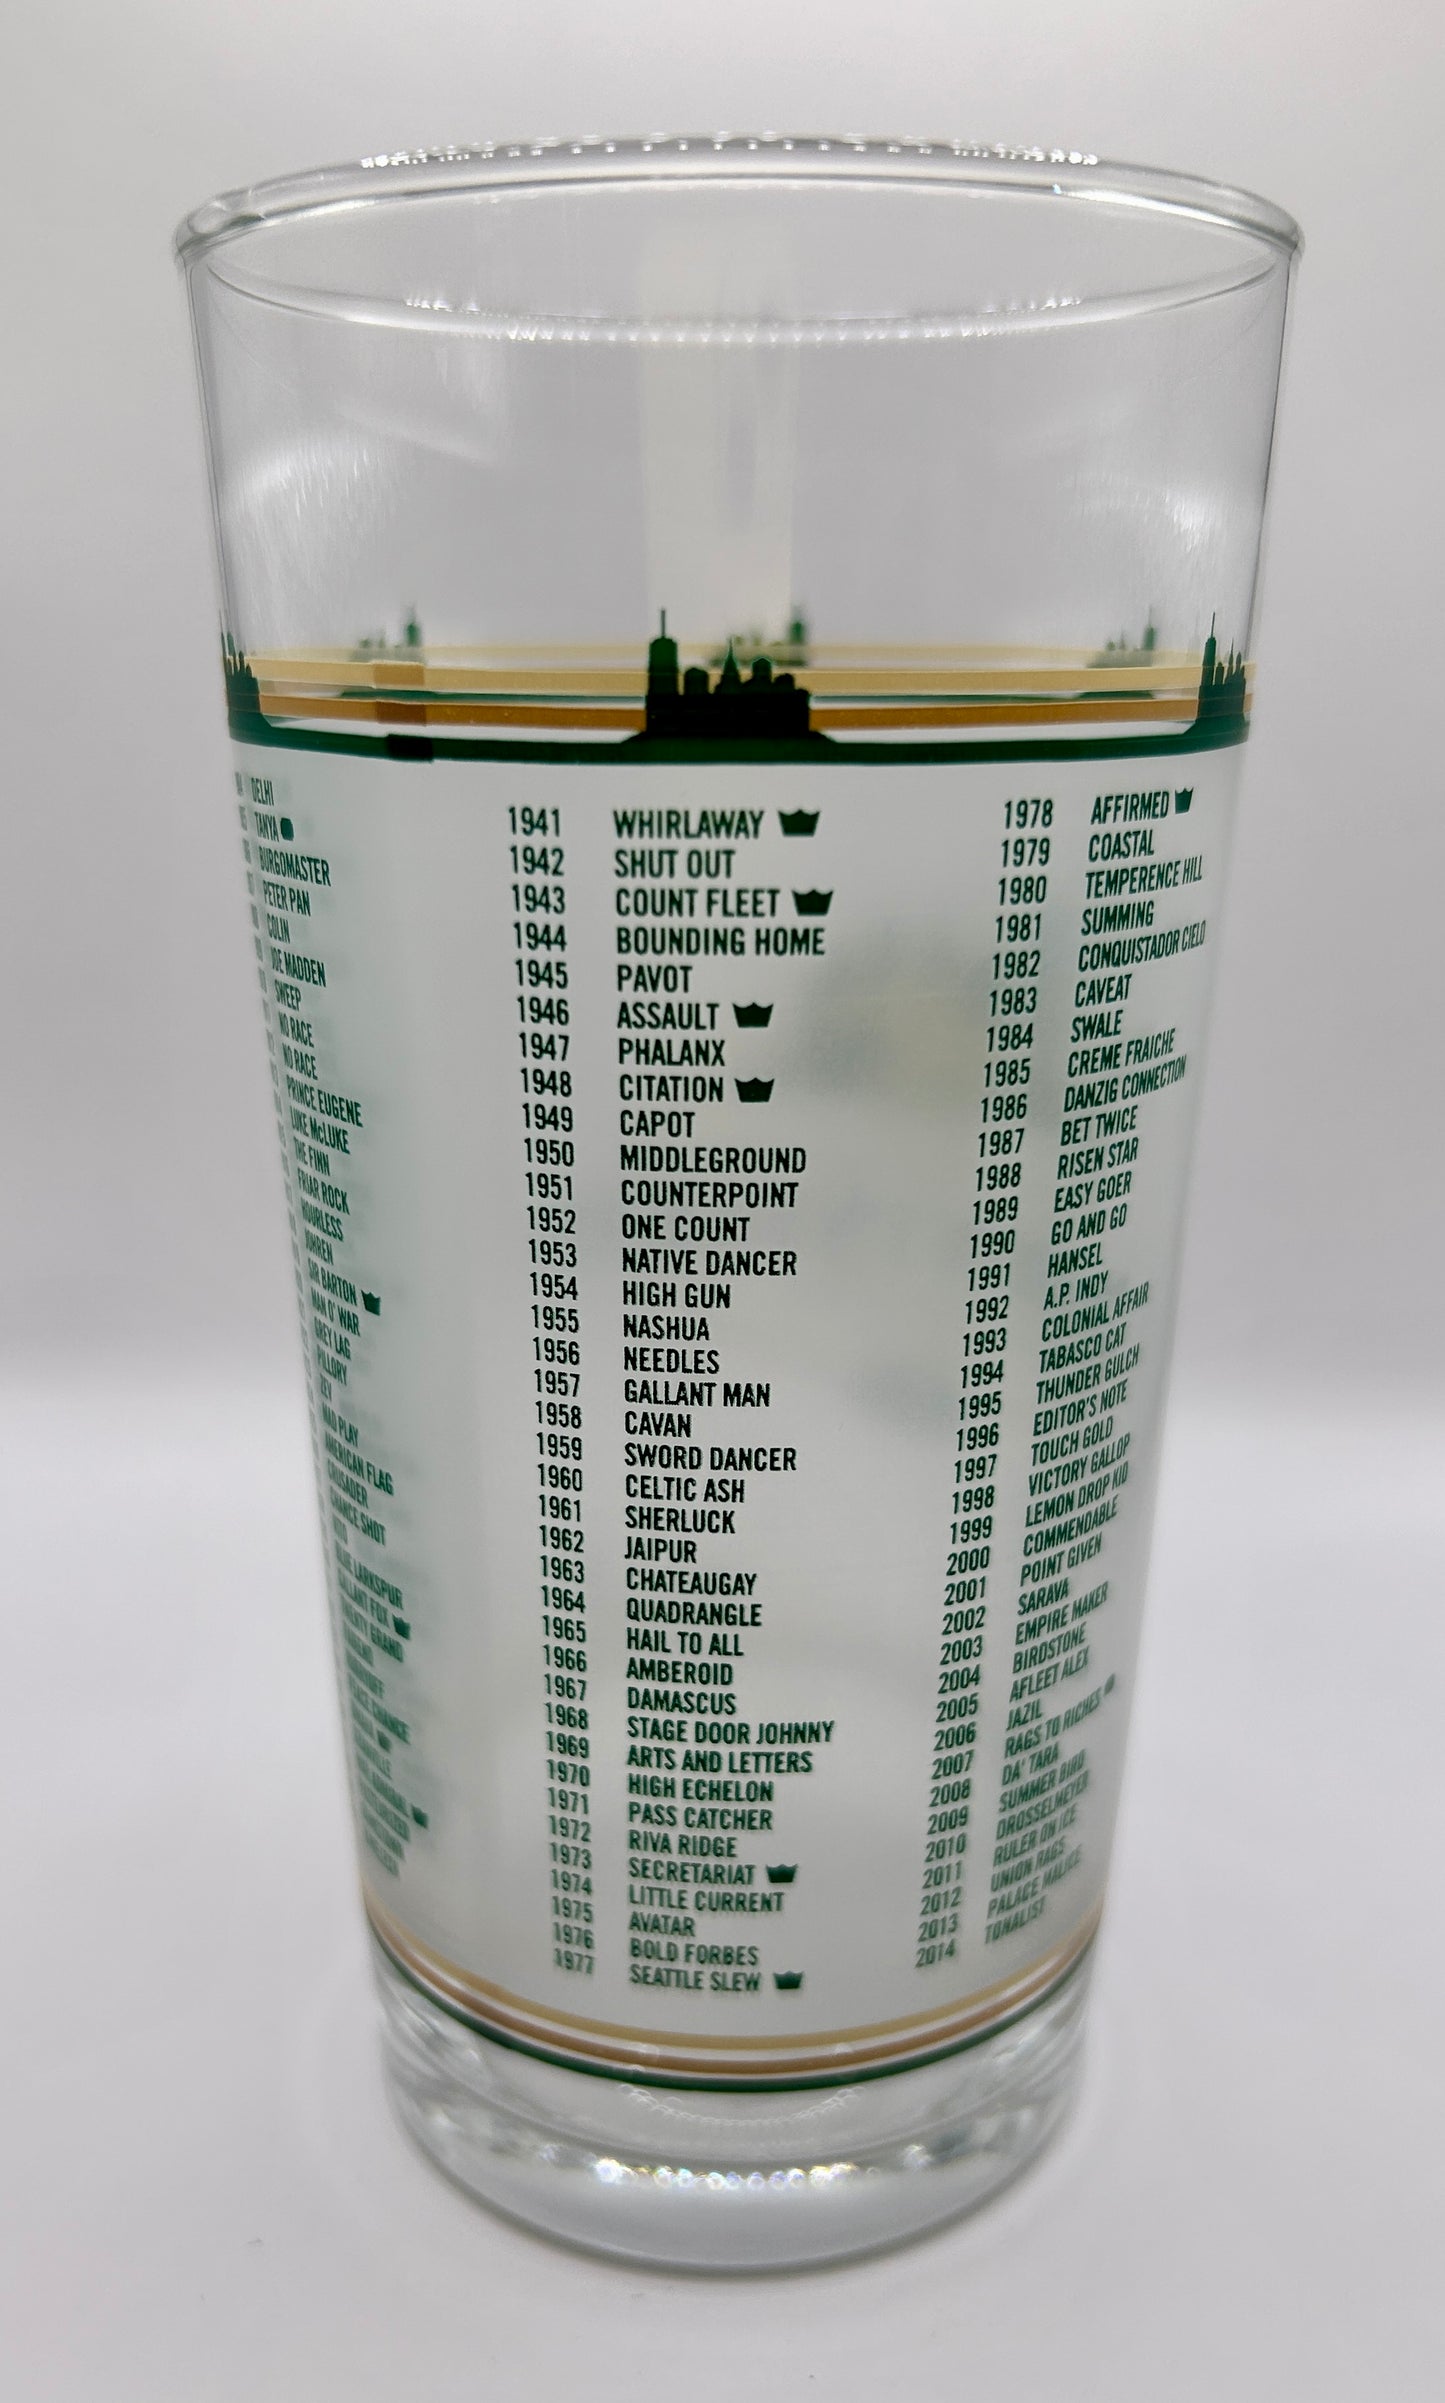 DELHI
TANYA
BURGOMASTER
PETER PAN
COLIN
JOE MADDEN
SWEEP
NO RACE
NO RACE
PRINCE EUGENE
LUKE McLUKE
THE FINN
FRIAR ROCK
HOURLESS
JOHREN
SIR BARTON
MAN O' WAR
GREY LAG
PILLORY
ZEV
MAD PLAY
AMERICAN FLAG
CRUSADER
CHANCE SHOT
VITO
BLUE LARKSPUR
GALLANT FOX
TWENTY GRAND
1941 WHIRLAWAY
1942 SHUT OUT
1943 COUNT FLEET
1944 BOUNDING HOME
1945 PAVOT
1946 ASSAULT
1947 PHALANX
1948 CITATION
1949 CAPOT
1950 MIDDLEGROUND
1951 COUNTERPOINT
1952 ONE COUNT
1953 NATIVE DANCER
1954 HIGH GUN
1955 NASHUA
1956 NEEDLES
1957 GALLANT MAN
1958 CAVAN
1959 SWORD DANCER
1960 CELTIC ASH
1961 SHERLUCK
1962 JAIPUR
1963 CHATEAUGAY
1964 QUADRANGLE
1965 HAIL TO ALL
1966 AMBEROID
1967 DAMASCUS
1968 STAGE DOOR JOHNNY
1969 ARTS AND LETTERS
1970 HIGH ECHELON
1971 PASS CATCHER
1972 RIVA RIDGE
1973 SECRETARIAT
1974 LITTLE CURRENT
1975 AVATAR
1976 BOLD FORBES
1977 SEATTLE SLEW
1978 AFFIRMED
1979 COASTAL
1980 TEMPERENCE HILL
1981 SUMMING
1982 CONQUISTADOR CIELO
1983 CAVEAT
1984 SWALE
1985 CREME FRAICHE
1986 DANZIG CONNECTION
1987 BET TWICE
1988 RISEN STAR
1989 EASY GOER
1990 GO AND GO
1991 HANSEL
1992 A.P. INDY
1993 COLONIAL AFFAIR
1994 TABASCO CAT
1995 THUNDER GULCH
1996 EDITOR'S NOTE
1997 TOUCH GOLD
1998 VICTORY GALLOP
1999 LEMON DROP KID
2000 COMMENDABLE
2001 POINT GIVEN
2002 SARAVA
2003 EMPIRE MAKER
2004 BIRDSTONE
2005 AFLEET ALEX
2006 JAZIL
2007 RAGS TO RICHES
2008 DA' TARA
2009 SUMMER BIRD
2010 DROSSELMEYER
2011 RULER ON ICE
2012 UNION RAGS
2013 PALACE MALICE
2014 TONALIST